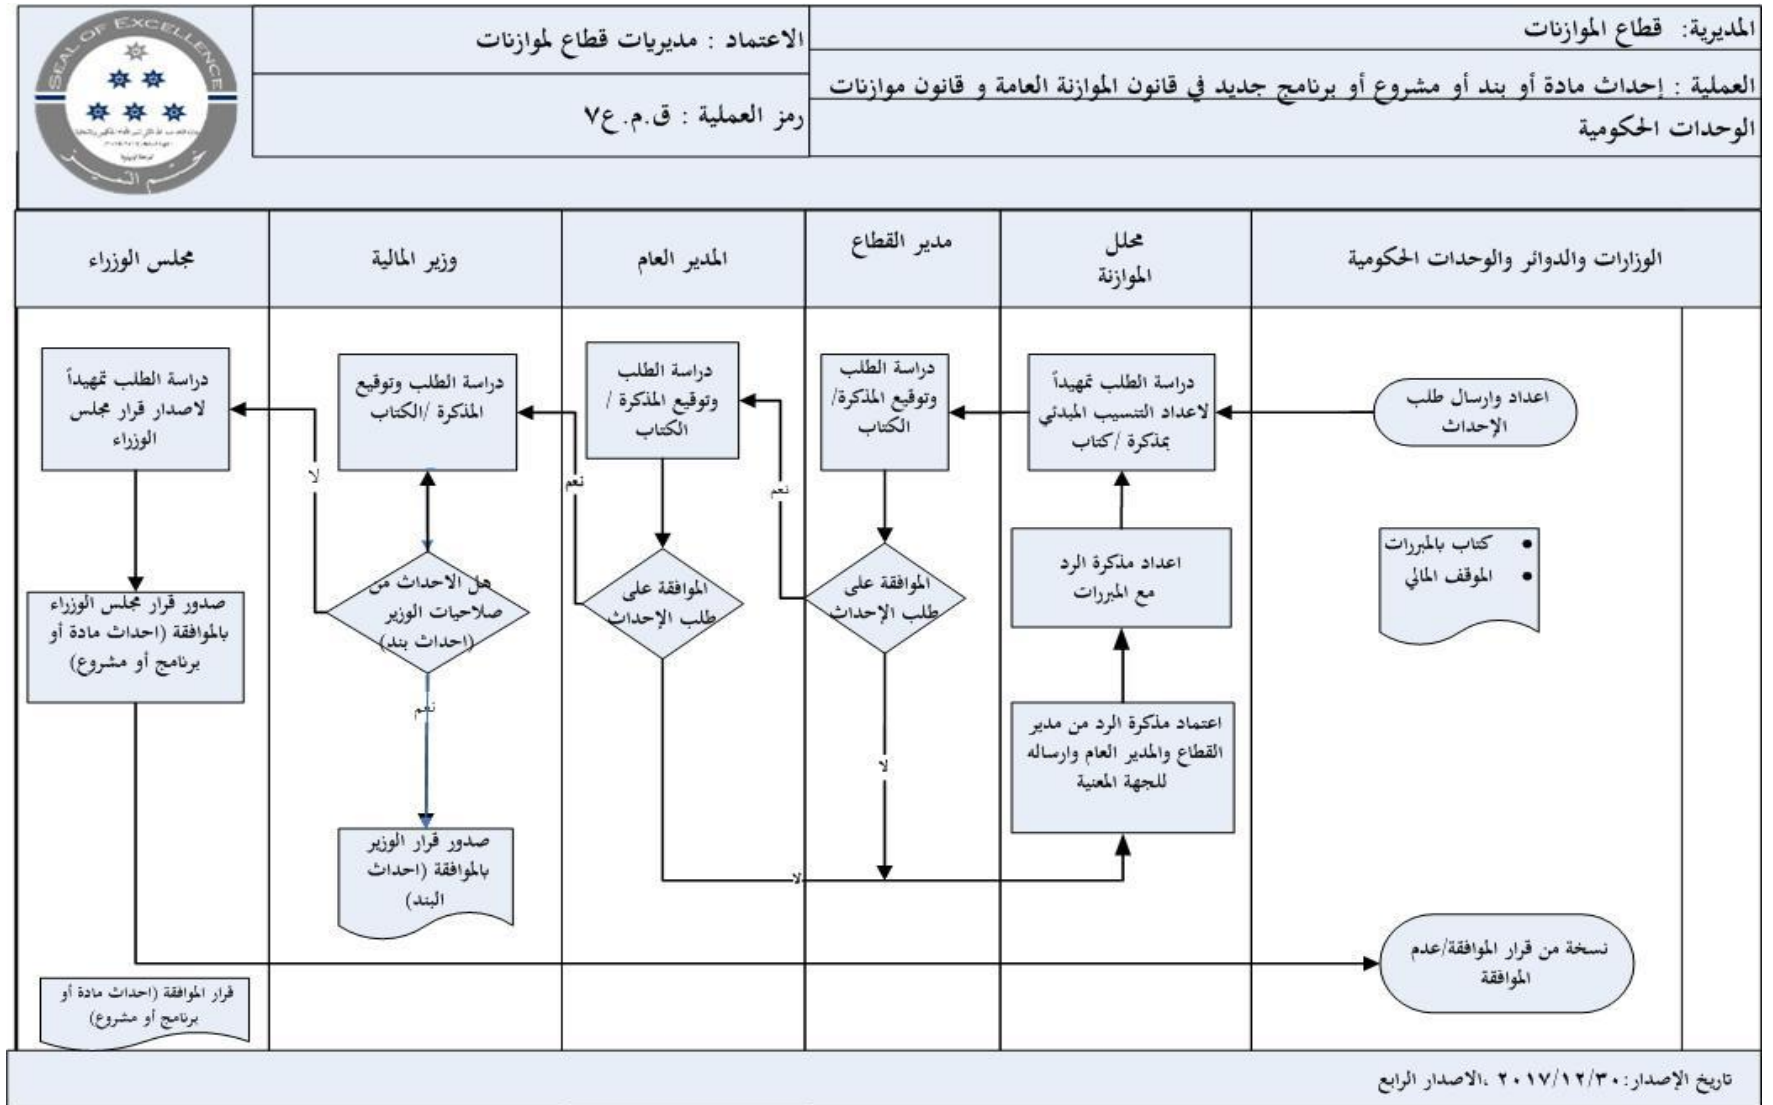 المديرية: قطاع الموازنات
العملية : إحداث مادة أو بند أو مشروع أو برنامج جديد في قانون الموازنة العامة و قانون موازنات
الوحدات الحكومية
الاعتماد : مديريات قطاع لموازنات
رمز العملية : ق.م.ع٧
SEAL OF EXCELLENCE
ختم التميز
الوزارات والدوائر والوحدات الحكومية
محلل
الموازنة
مدير القطاع
المدير العام
وزير المالية
مجلس الوزراء
اعداد وارسال طلب
الإحداث
دراسة الطلب تمهيداً
لاعداد التنسيب المبدئي
بمذكرة /كتاب
دراسة الطلب
وتوقيع المذكرة/
الكتاب
دراسة الطلب
وتوقيع المذكرة /
الكتاب
دراسة الطلب وتوقيع
المذكرة /الكتاب
دراسة الطلب تمهيداً
لاصدار قرار مجلس
الوزراء
نعم
نعم
لا
• كتاب بالمبررات
• الموقف المالي
اعداد مذكرة الرد
مع المبررات
الموافقة على
طلب الإحداث
الموافقة على
طلب الإحداث
هل الاحداث من
صلاحيات الوزير
(احداث بند)
صدور قرار مجلس الوزراء
بالموافقة (احداث مادة أو
برنامج أو مشروع)
اعتماد مذكرة الرد من مدير
القطاع والمدير العام وارساله
للجهة المعنية
لا
نعم
صدور قرار الوزير
بالموافقة (احداث
البند)
لا
نسخة من قرار الموافقة/عدم
الموافقة
قرار الموافقة (احداث مادة أو
برنامج أو مشروع)
تاريخ الإصدار:٢٠١٧/١٢/٣٠ ،الاصدار الرابع